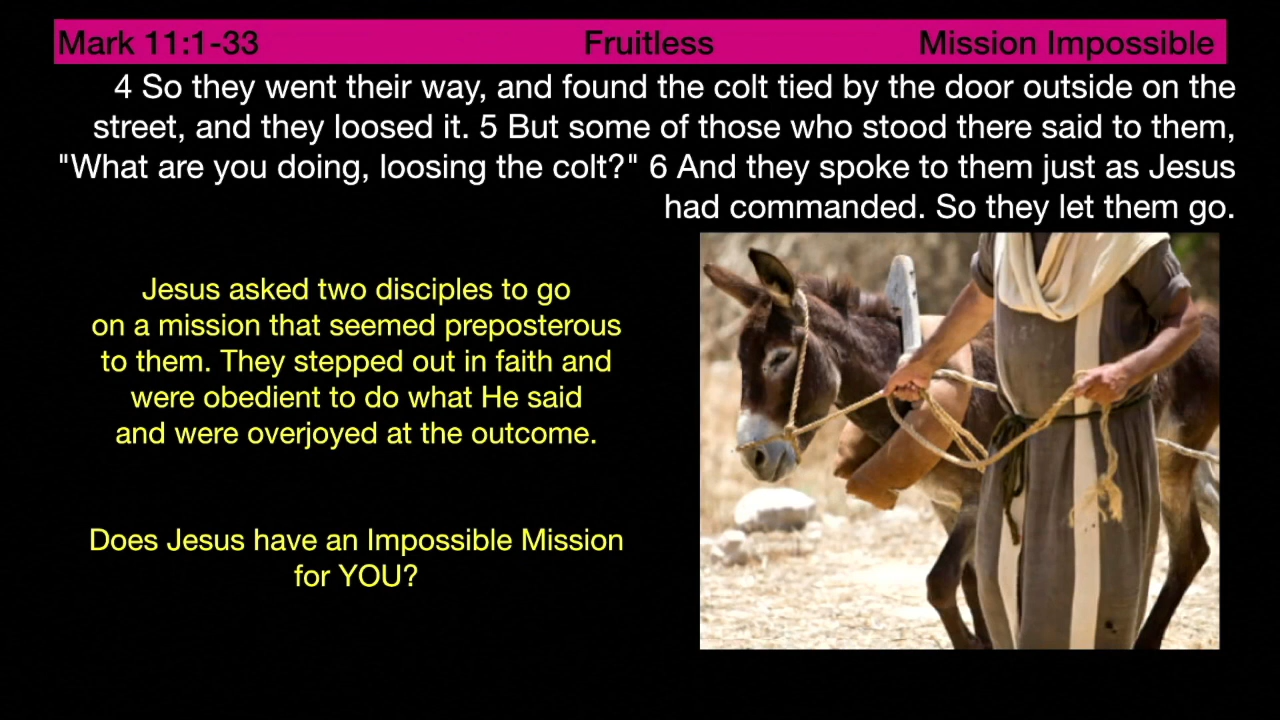 Mark 11:1-33 Fruitless Mission Impossible
4 So they went their way, and found the colt tied by the door outside on the
street, and they loosed it. 5 But some of those who stood there said to them,
"What are you doing, loosing the colt?" 6 And they spoke to them just as Jesus
had commanded. So they let them go.
Jesus asked two disciples to go
on a mission that seemed preposterous
to them. They stepped out in faith and
were obedient to do what He said
and were overjoyed at the outcome.
Does Jesus have an Impossible Mission
for YOU?